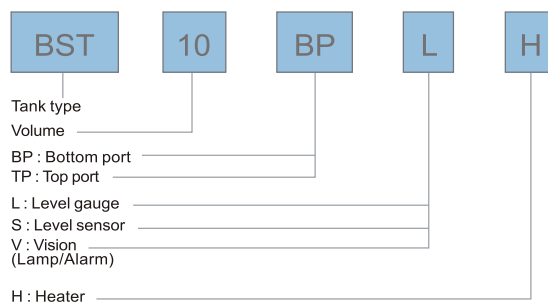 BST 10 BP L H
Tank type
Volume
BP : Bottom port
TP : Top port
L : Level gauge
S : Level sensor
V : Vision
(Lamp/Alarm)
H : Heater